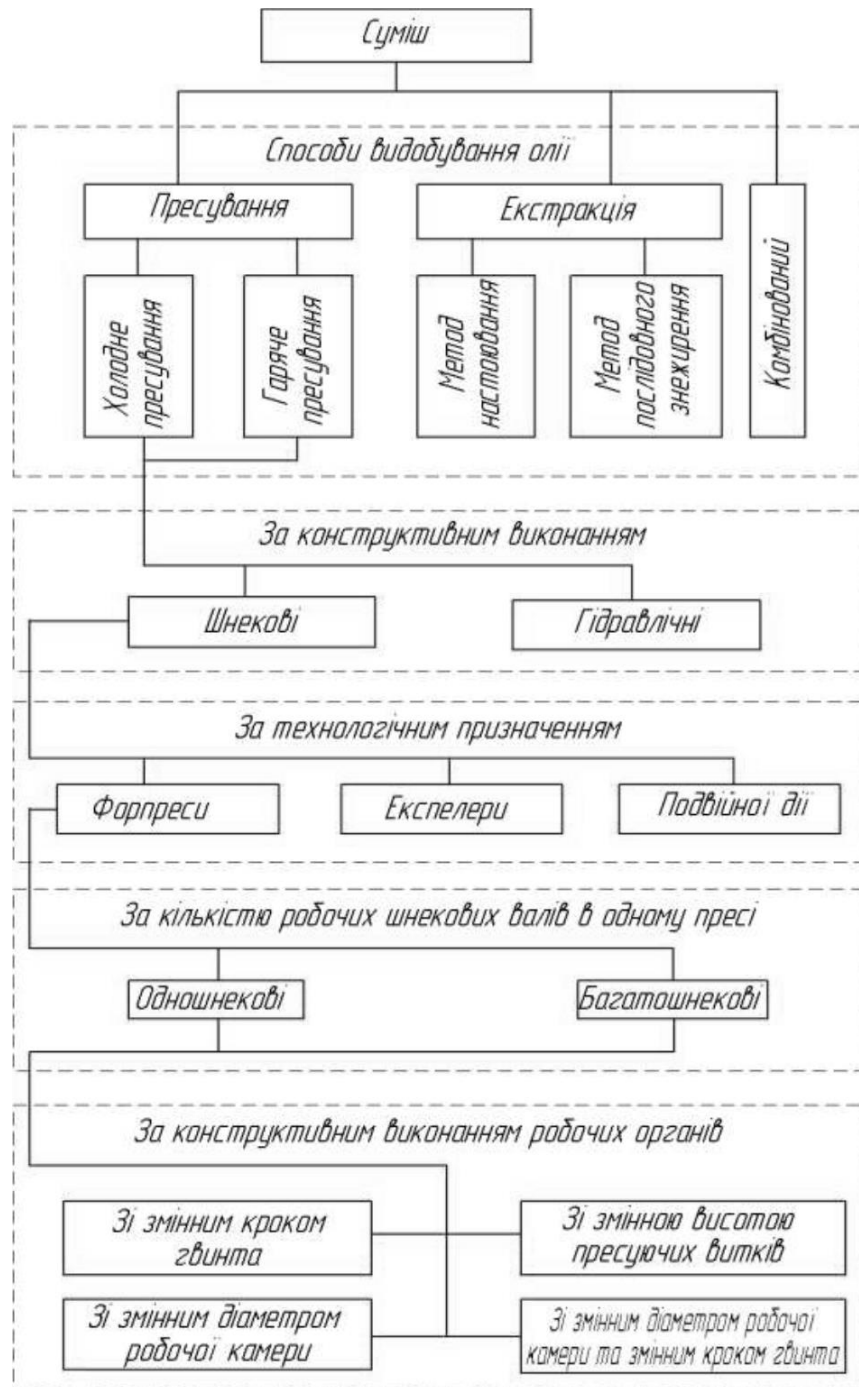 Суміш
Способи видобування олії
Пресування
Екстракція
Холодне
пресування
Гаряче
пресування
Метод
настоювання
Метод
послідовного
знежирення
Комбінований
За конструктивним виконанням
Шнекові
Гідравлічні
За технологічним призначенням
Форпреси
Експелери
Подвійної дії
За кількістю робочих шнекових валів в одному пресі
Одношнекові
Багатошнекові
За конструктивним виконанням робочих органів
Зі змінним кроком
гвинта
Зі змінною висотою
пресуючих витків
Зі змінним діаметром
робочої камери
Зі змінним діаметром робочої
камери та змінним кроком гвинта